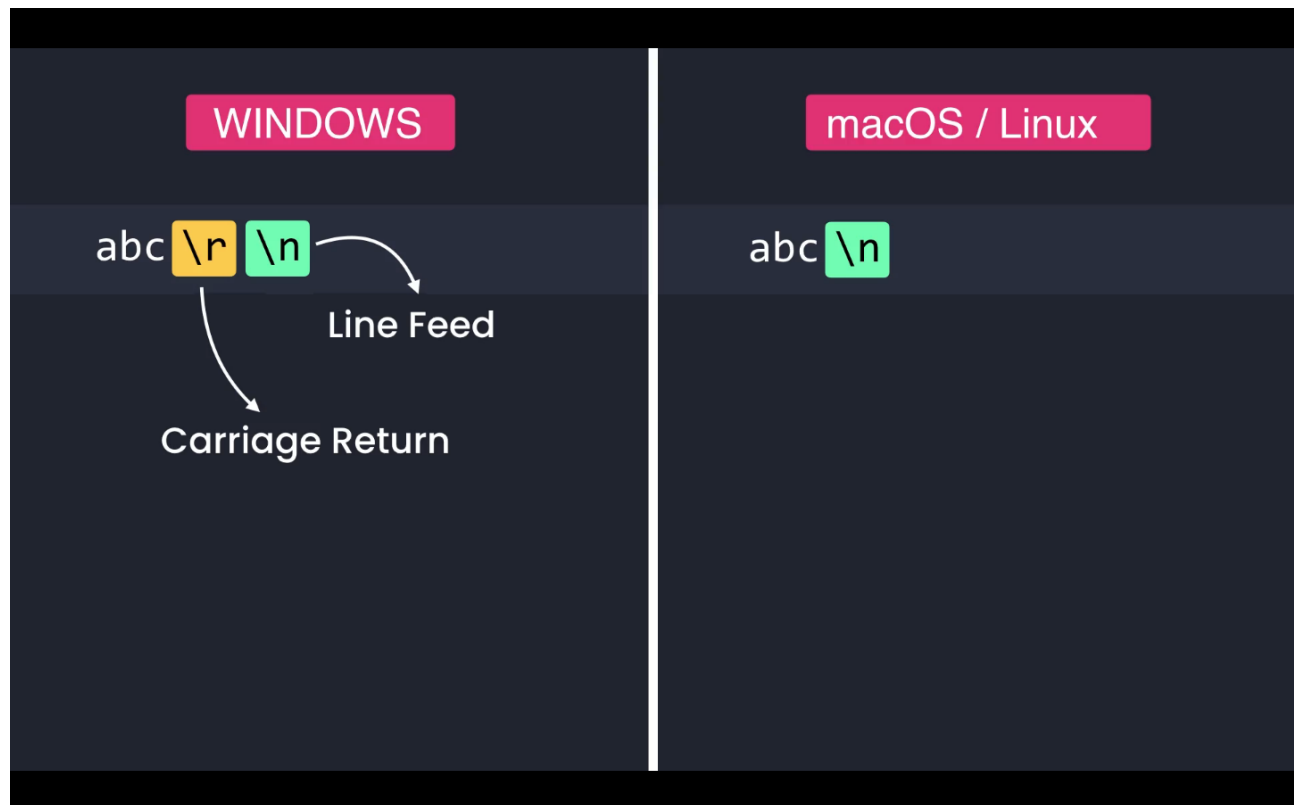 WINDOWS
abc \r \n
Line Feed
Carriage Return
macOS / Linux
abc \n